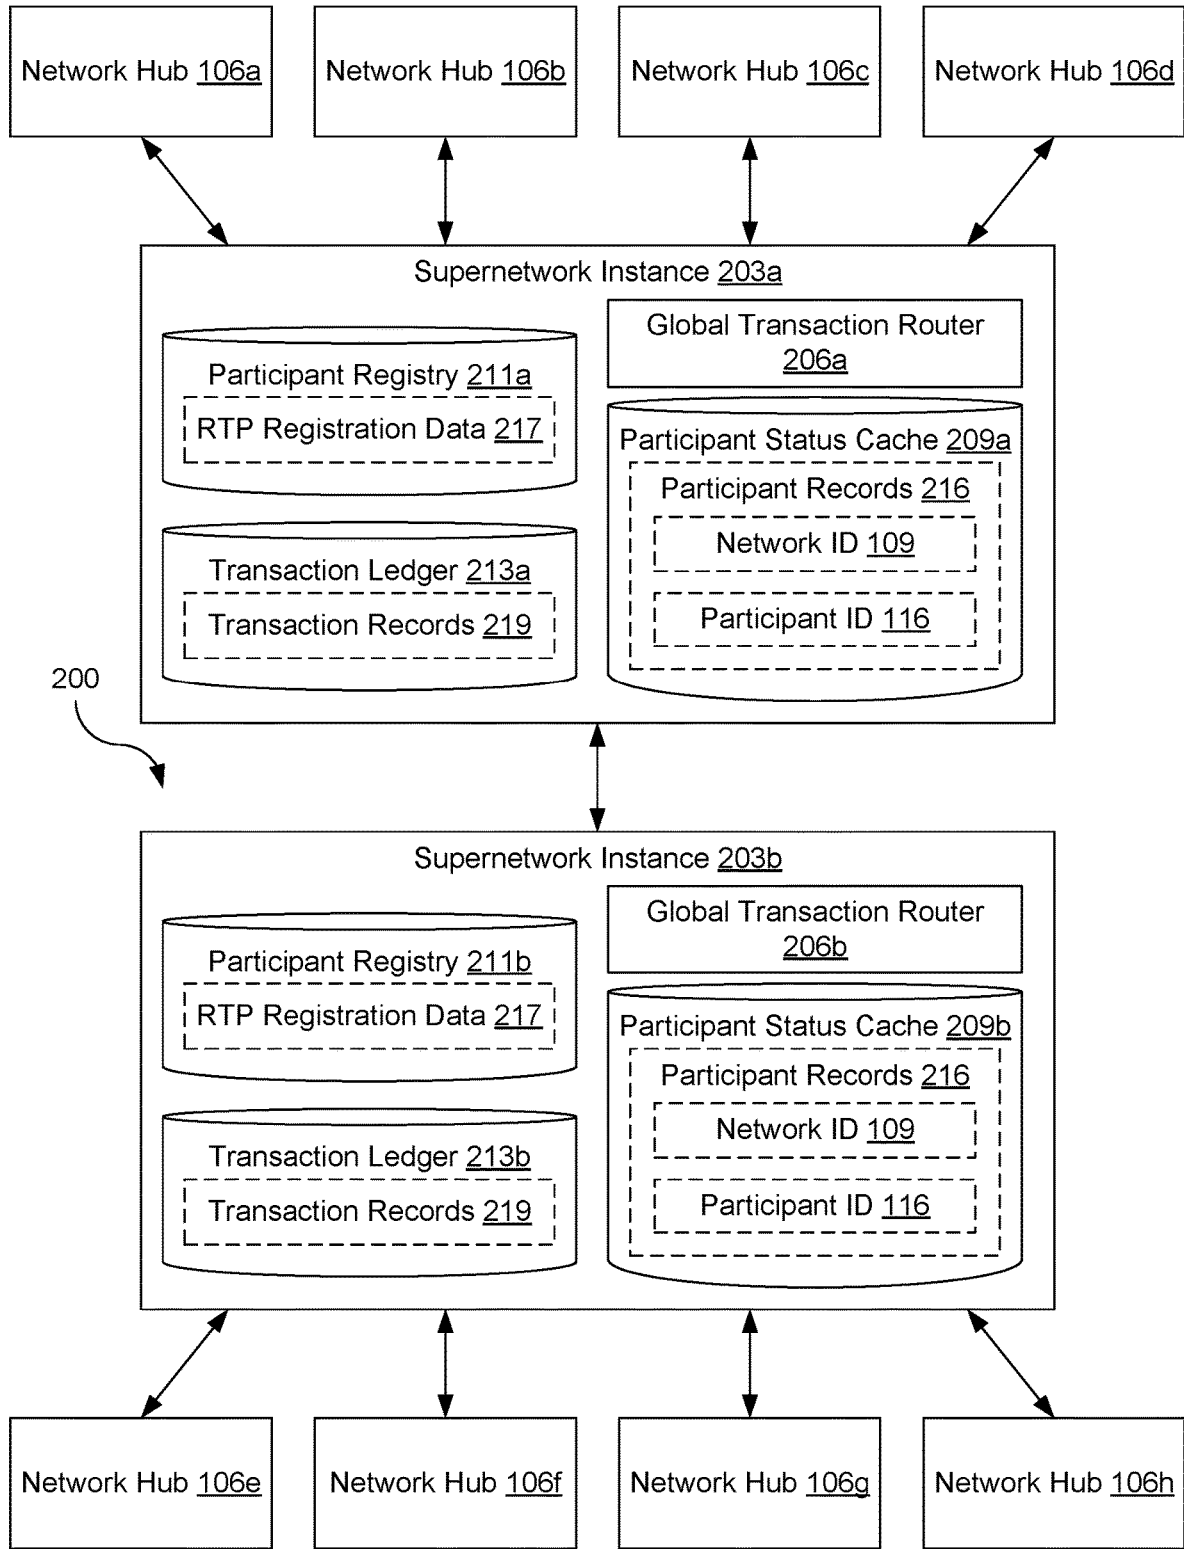 Network Hub 106a
Network Hub 106b
Network Hub 106c
Network Hub 106d
Supernetwork Instance 203a
Participant Registry 211a
RTP Registration Data 217
Transaction Ledger 213a
Transaction Records 219
Global Transaction Router
206a
Participant Status Cache 209a
Participant Records 216
Network ID 109
Participant ID 116
200
Supernetwork Instance 203b
Participant Registry 211b
RTP Registration Data 217
Transaction Ledger 213b
Transaction Records 219
Global Transaction Router
206b
Participant Status Cache 209b
Participant Records 216
Network ID 109
Participant ID 116
Network Hub 106e
Network Hub 106f
Network Hub 106g
Network Hub 106h